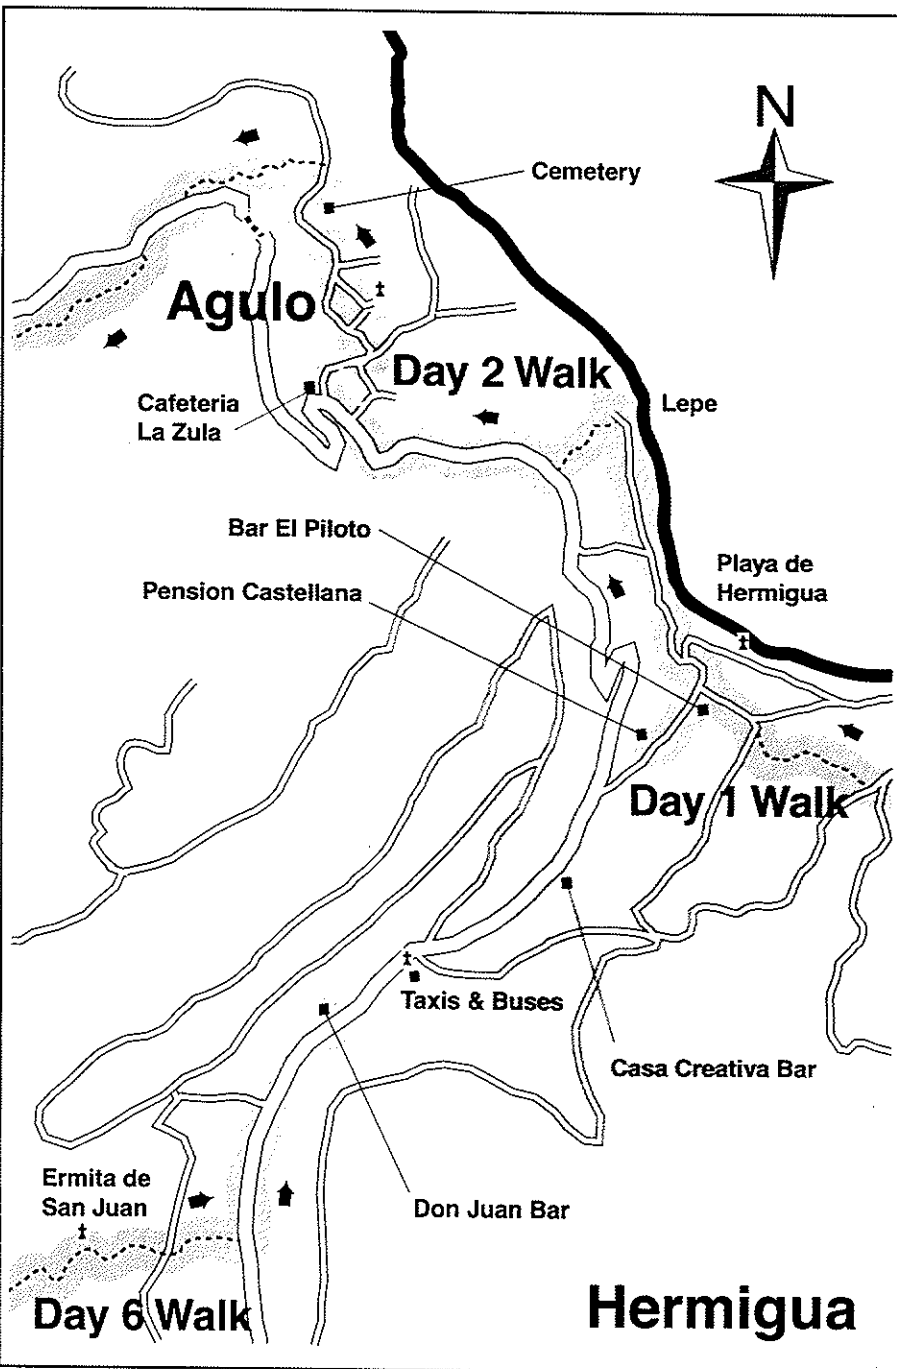 N
Cemetery
Agulo
Day 2 Walk
Cafeteria
La Zula
Lepe
Bar El Piloto
Pension Castellana
Playa de
Hermigua
Day 1 Walk
Taxis & Buses
Casa Creativa Bar
Ermita de
San Juan
Don Juan Bar
Day 6 Walk
Hermigua